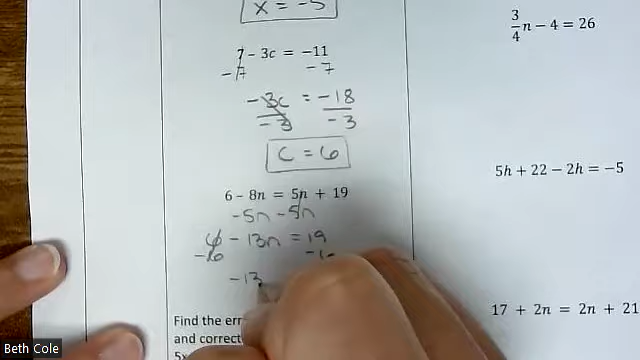 x = -5
7 - 3c = -11
-7 -7
-3c = -18
-3 -3
c = 6
6 - 8n = 5n + 19
-5n -5n
6 - 13n = 19
-6 -6
-13
Find the
and correct
3/4 n - 4 = 26
5h + 22 - 2h = -5
17 + 2n = 2n + 21
Beth Cole